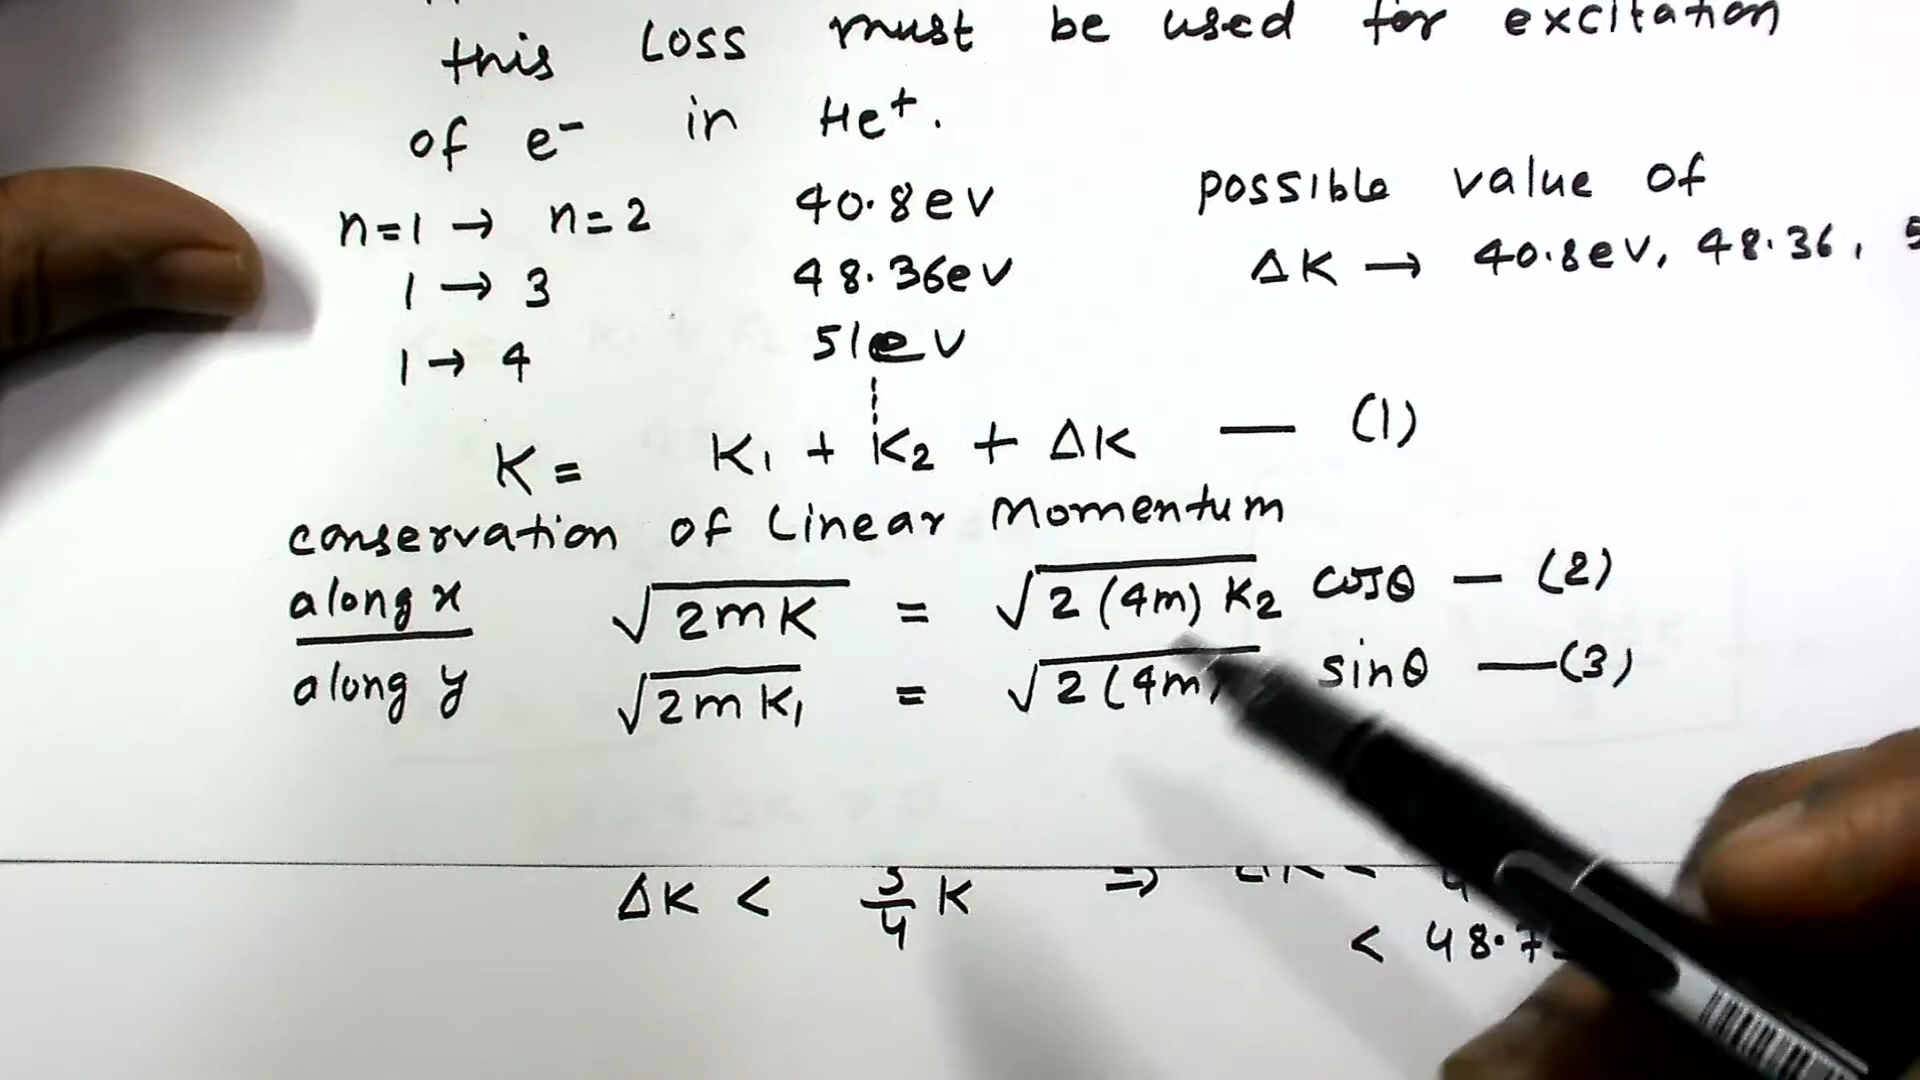 this Loss must be used for excitation
of e⁻ in He⁺.
n=1 → n=2 40.8ev
1 → 3 48.36ev
1 → 4 51ev
possible value of
ΔK → 40.8ev, 48.36,
K = K₁ + K₂ + ΔK — (1)
conservation of Linear Momentum
along x √2mK = √2(4m)K₂ cosθ — (2)
along y √2mK₁ = √2(4m) sinθ — (3)
ΔK < 3/4 K ⇒
< 48.7